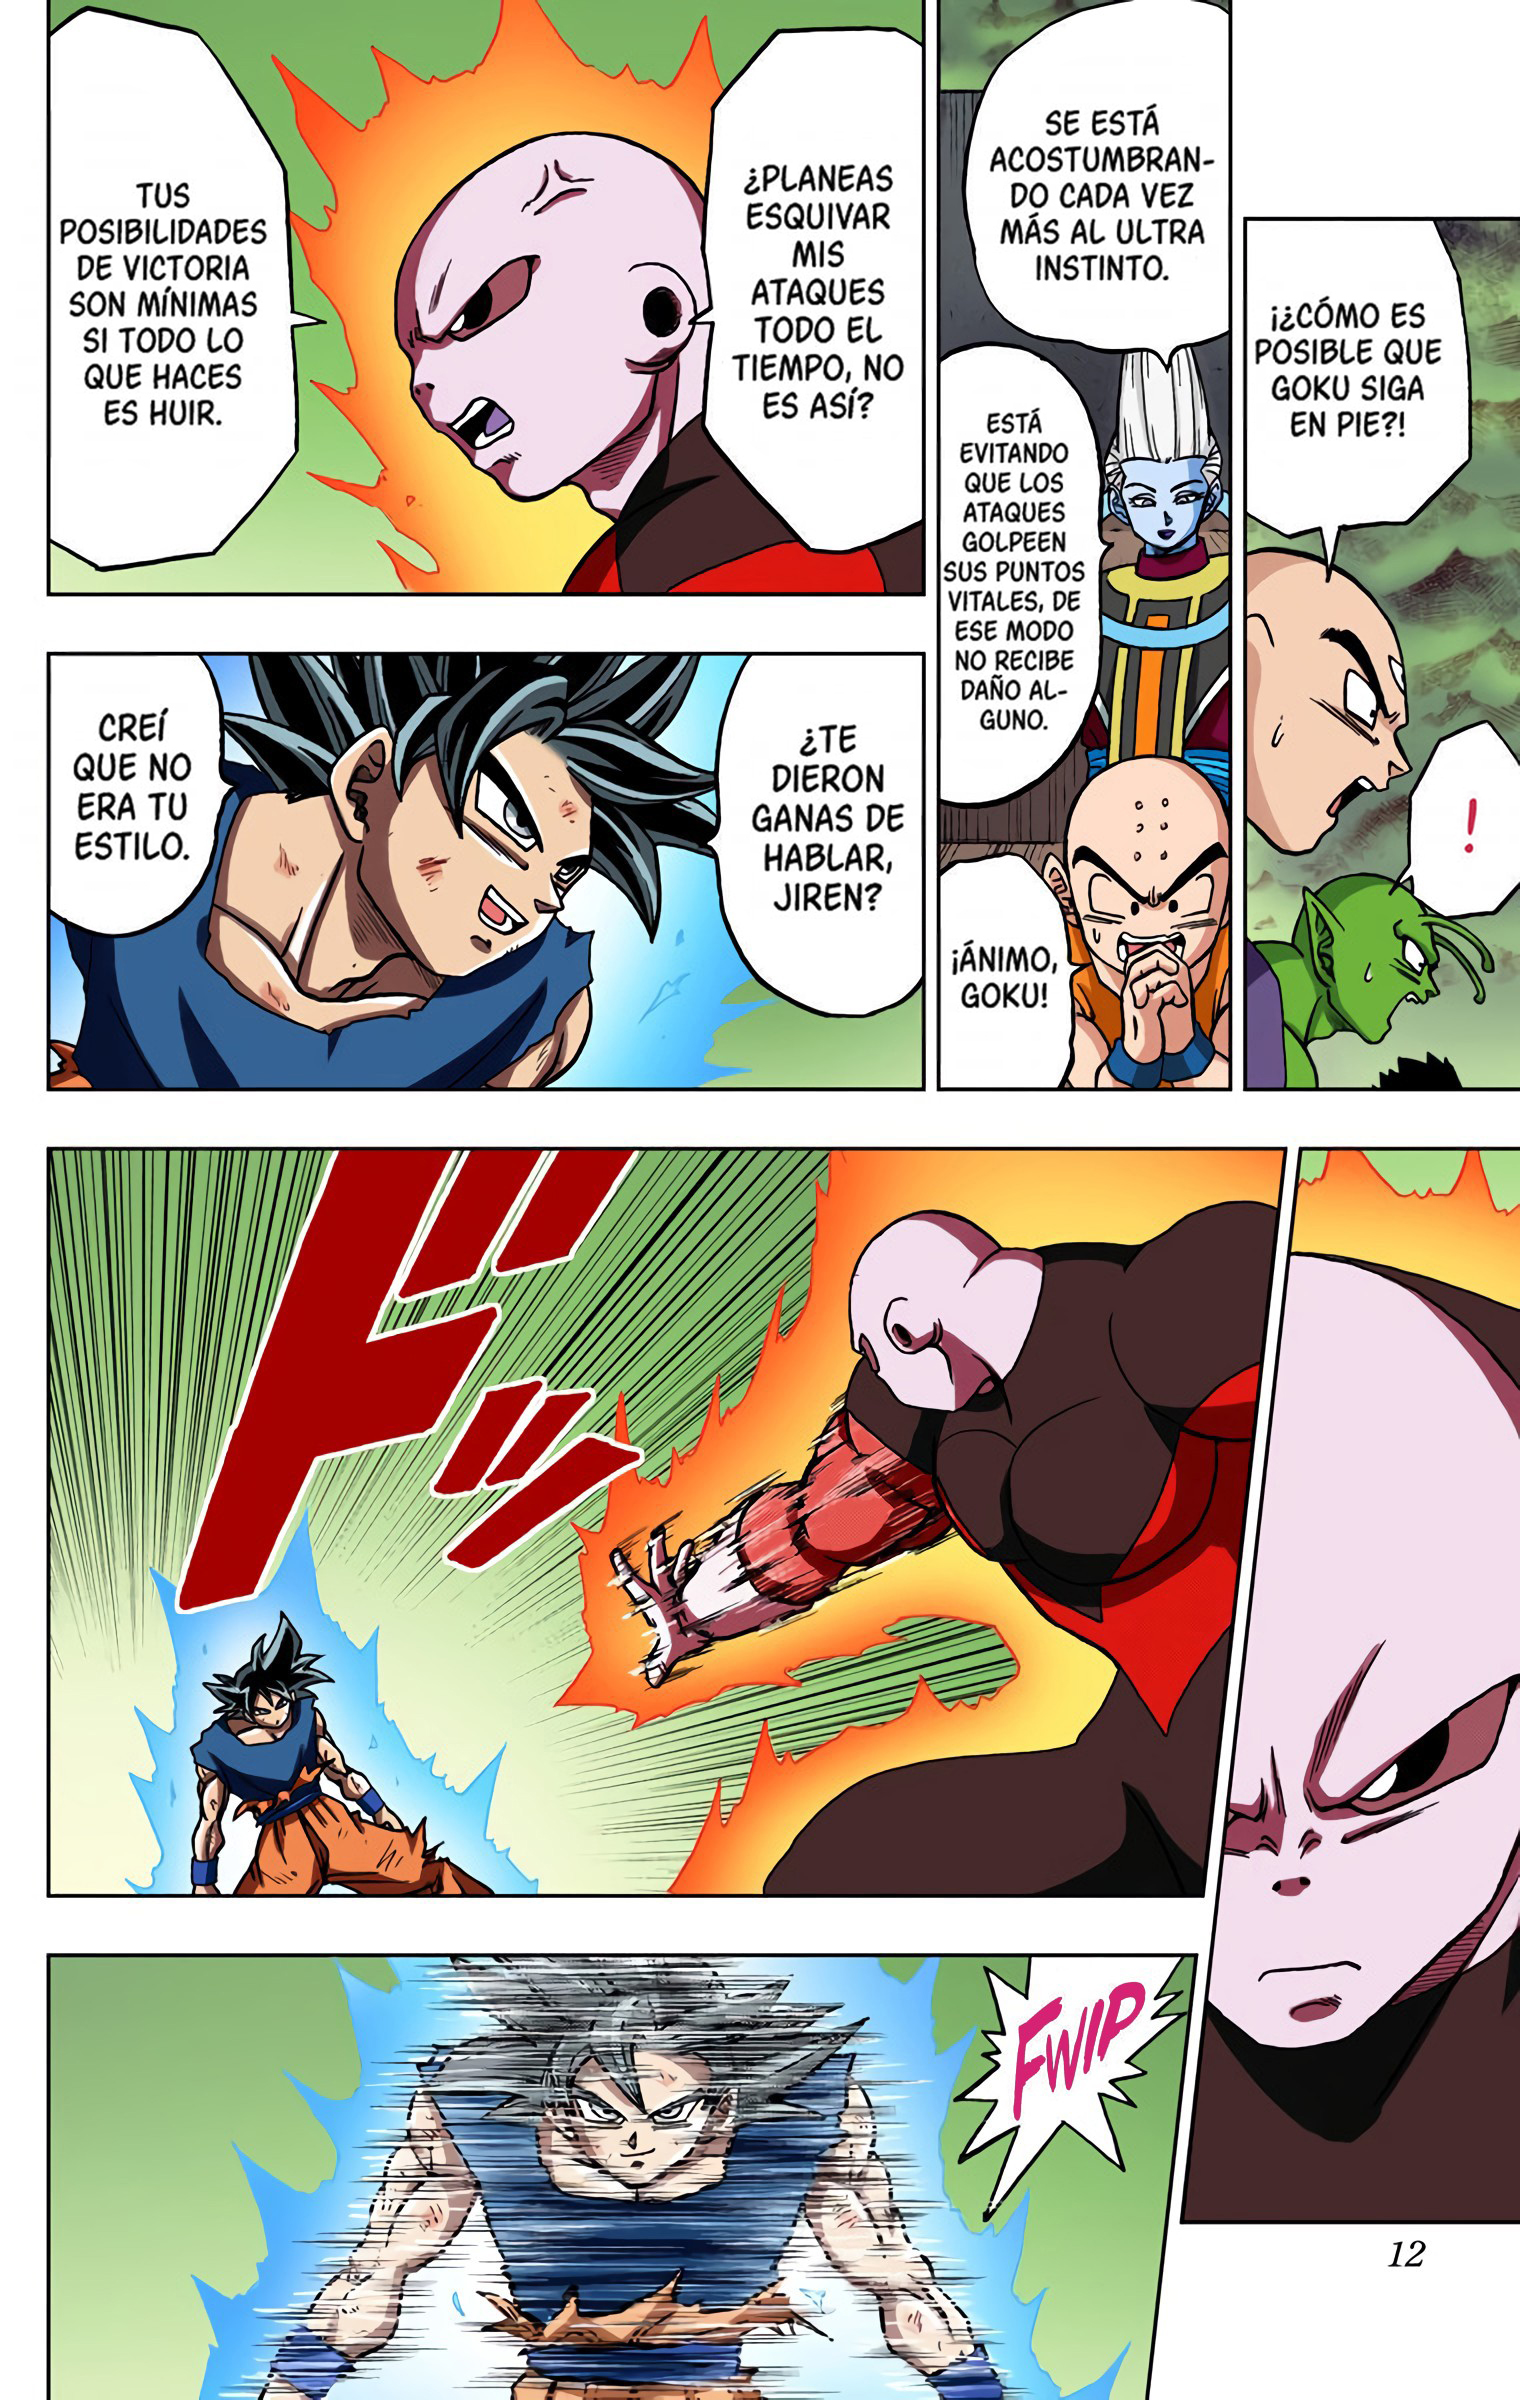 ¡¿CÓMO ES
POSIBLE QUE
GOKU SIGA
EN PIE?!
!
SE ESTÁ
ACOSTUMBRAN-
DO CADA VEZ
MÁS AL ULTRA
INSTINTO.
ESTÁ
EVITANDO
QUE LOS
ATAQUES
GOLPEEN
SUS PUNTOS
VITALES, DE
ESE MODO
NO RECIBE
DAÑO AL-
GUNO.
¡ÁNIMO,
GOKU!
¿PLANEAS
ESQUIVAR
MIS
ATAQUES
TODO EL
TIEMPO, NO
ES ASÍ?
TUS
POSIBILIDADES
DE VICTORIA
SON MÍNIMAS
SI TODO LO
QUE HACES
ES HUIR.
¿TE
DIERON
GANAS DE
HABLAR,
JIREN?
CREÍ
QUE NO
ERA TU
ESTILO.
ドッ
FWIP
12